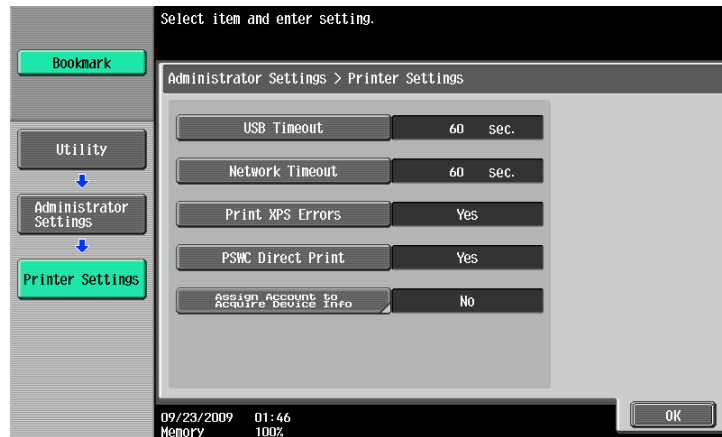 Select item and enter setting.
Bookmark
Administrator Settings > Printer Settings
USB Timeout 60 sec.
Utility
Network Timeout 60 sec.
Administrator
Settings
Print XPS Errors Yes
PSWC Direct Print Yes
Printer Settings
Assign Account to
Acquire Device Info
No
09/23/2009 01:46
Memory 100%
OK